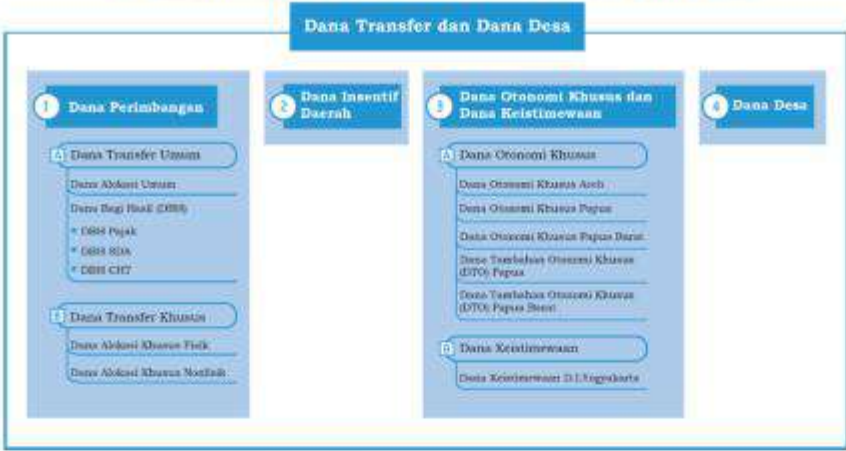 Dana Transfer dan Dana Desa
1 Dana Perimbangan
A Dana Transfer Umum
Dana Alokasi Umum
Dana Bagi Hasil (DBH)
* DBH Pajak
* DBH SDA
* DBH CHT
B Dana Transfer Khusus
Dana Alokasi Khusus Fisik
Dana Alokasi Khusus Nonfisik
2 Dana Insentif
Daerah
3 Dana Otonomi Khusus dan
Dana Keistimewaan
A Dana Otonomi Khusus
Dana Otonomi Khusus Aceh
Dana Otonomi Khusus Papua
Dana Otonomi Khusus Papua Barat
Dana Tambahan Otonomi Khusus
(DTO) Papua
Dana Tambahan Otonomi Khusus
(DTO) Papua Barat
Dana Keistimewaan
Dana Keistimewaan D.I.Yogyakarta
4 Dana Desa